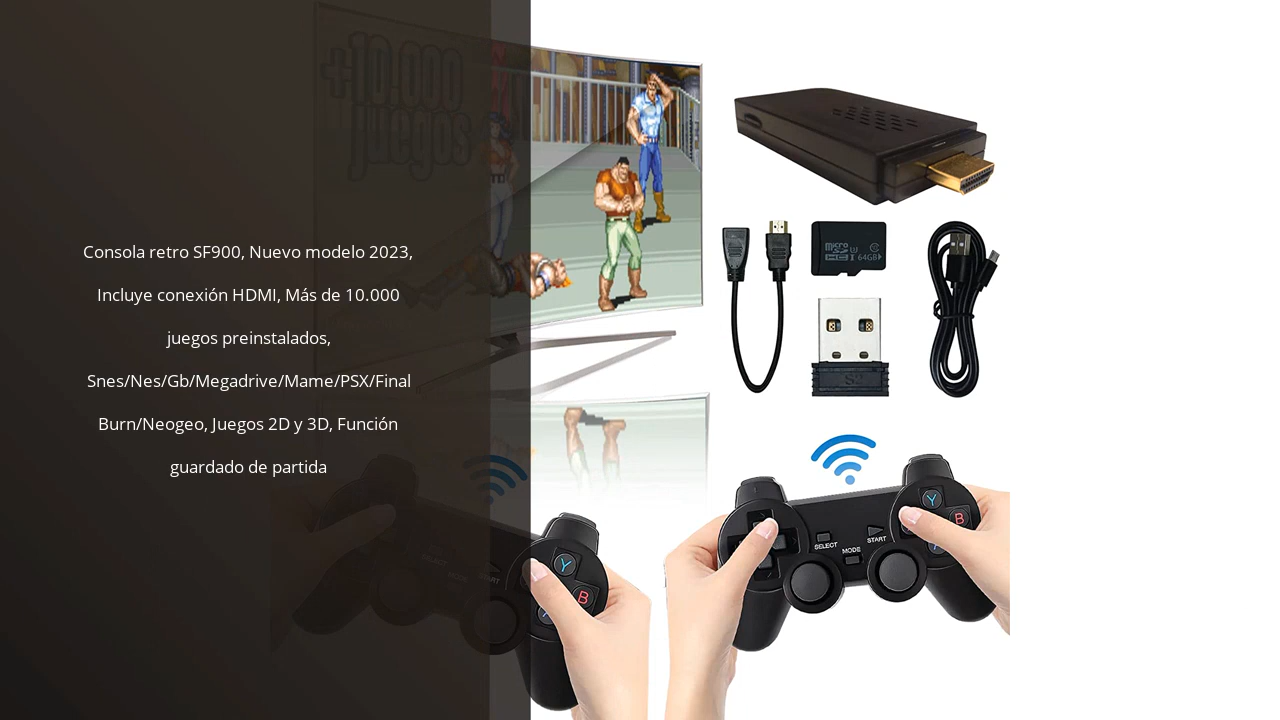 Consola retro SF900, Nuevo modelo 2023,
Incluye conexión HDMI, Más de 10.000
juegos preinstalados,
Snes/Nes/Gb/Megadrive/Mame/PSX/Final
Burn/Neogeo, Juegos 2D y 3D, Función
guardado de partida
+10.000
juegos
micro
HC I U 64GB
S2
Y
B
SELECT
MODE
START
Y
B